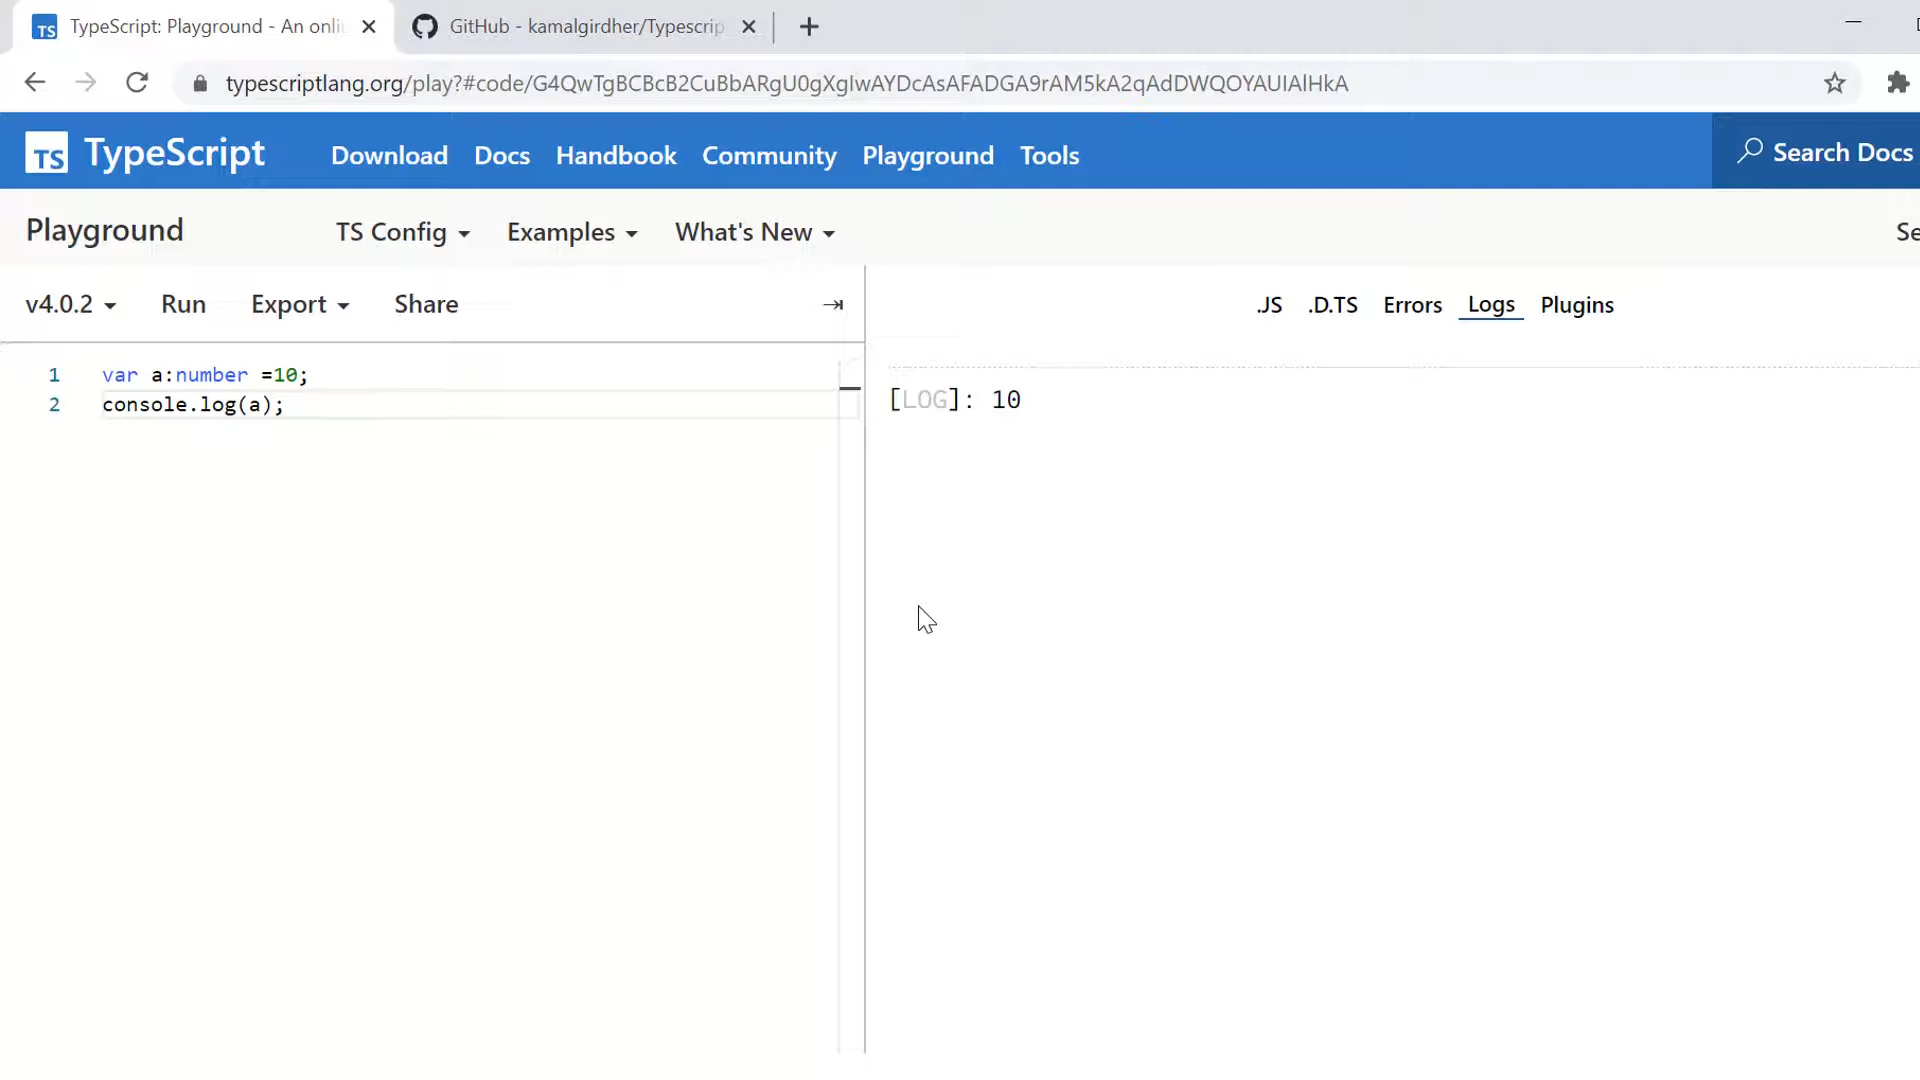 TS TypeScript: Playground - An onli
GitHub - kamalgirdher/Typescrip
typescriptlang.org/play?#code/G4QwTgBCBcB2CuBbARgU0gXgIwAYDcAsAFADGA9rAM5kA2qAdDWQOYAUIAlHkA
TS TypeScript Download Docs Handbook Community Playground Tools Search Docs
Playground TS Config Examples What's New Se
v4.0.2 Run Export Share
.JS .D.TS Errors Logs Plugins
1 var a:number =10;
2 console.log(a);
[LOG]: 10